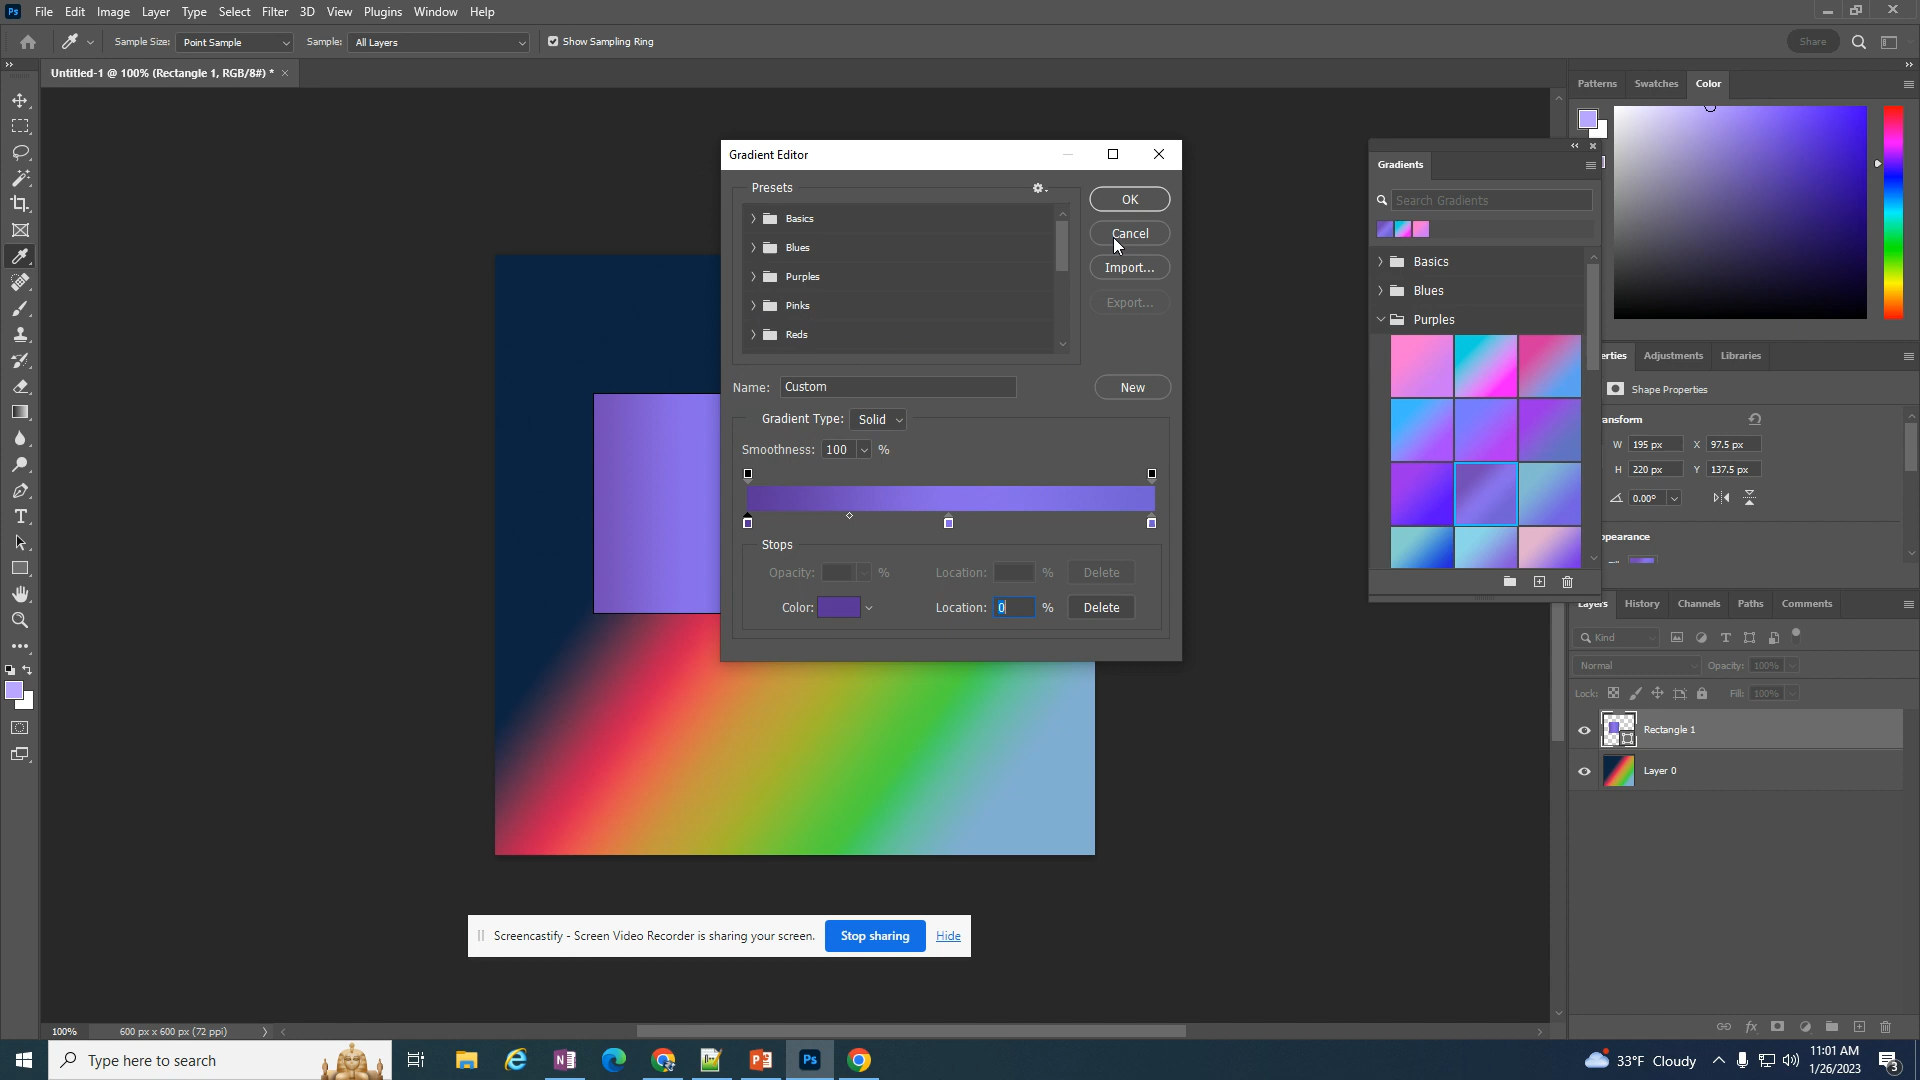 Ps File Edit Image Layer Type Select Filter 3D View Plugins Window Help
Sample Size: Point Sample Sample: All Layers Show Sampling Ring Share
Untitled-1 @ 100% (Rectangle 1, RGB/8#) *
Patterns Swatches Color
Gradient Editor
Presets
Basics
Blues
Purples
Pinks
Reds
OK
Cancel
Import...
Export...
Name: Custom
New
Gradient Type: Solid
Smoothness: 100 %
Stops
Opacity: % Location: % Delete
Color: Location: 0 % Delete
Gradients
Search Gradients
Basics
Blues
Purples
erties Adjustments Libraries
Shape Properties
ansform
W 195 px X 97.5 px
H 220 px Y 137.5 px
0.00°
ppearance
Layers History Channels Paths Comments
Kind
Normal Opacity: 100%
Lock: Fill: 100%
Rectangle 1
Layer 0
Screencastify - Screen Video Recorder is sharing your screen. Stop sharing Hide
100% 600 px x 600 px (72 ppi)
Type here to search
33°F Cloudy
11:01 AM
1/26/2023
3